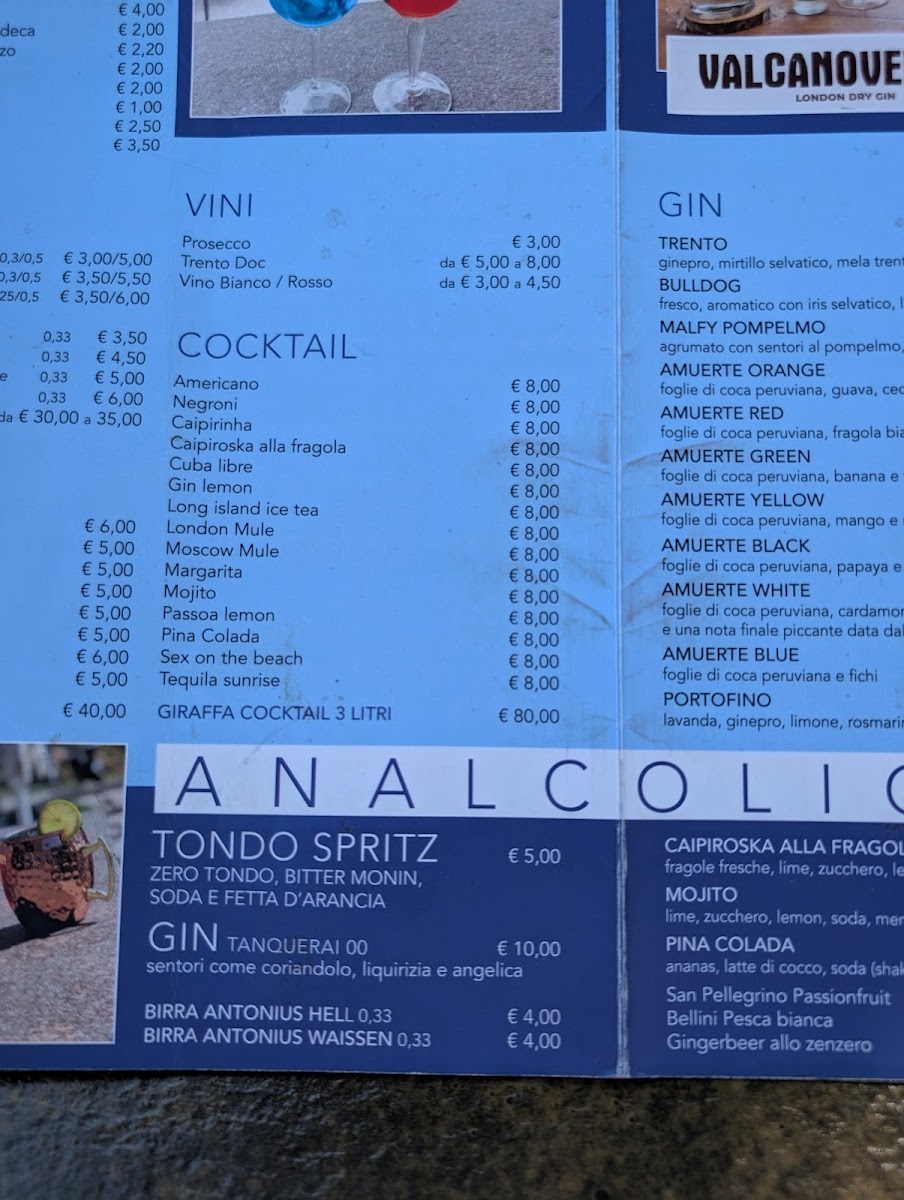 € 4,00
deca € 2,00
zo € 2,20
€ 2,00
€ 2,00
€ 1,00
€ 2,50
€ 3,50
0,3/0,5 € 3,00/5,00
0,3/0,5 € 3,50/5,50
25/0,5 € 3,50/6,00
0,33 € 3,50
0,33 € 4,50
e 0,33 € 5,00
0,33 € 6,00
da € 30,00 a 35,00
€ 6,00
€ 5,00
€ 5,00
€ 5,00
€ 5,00
€ 5,00
€ 6,00
€ 5,00
€ 40,00
VINI
Prosecco € 3,00
Trento Doc da € 5,00 a 8,00
Vino Bianco / Rosso da € 3,00 a 4,50
COCKTAIL
Americano € 8,00
Negroni € 8,00
Caipirinha € 8,00
Caipiroska alla fragola € 8,00
Cuba libre € 8,00
Gin lemon € 8,00
Long island ice tea € 8,00
London Mule € 8,00
Moscow Mule € 8,00
Margarita € 8,00
Mojito € 8,00
Passoa lemon € 8,00
Pina Colada € 8,00
Sex on the beach € 8,00
Tequila sunrise € 8,00
GIRAFFA COCKTAIL 3 LITRI € 80,00
VALCANOVE
LONDON DRY GIN
GIN
TRENTO
ginepro, mirtillo selvatico, mela trent
BULLDOG
fresco, aromatico con iris selvatico, l
MALFY POMPELMO
agrumato con sentori al pompelmo,
AMUERTE ORANGE
foglie di coca peruviana, guava, ced
AMUERTE RED
foglie di coca peruviana, fragola bia
AMUERTE GREEN
foglie di coca peruviana, banana e
AMUERTE YELLOW
foglie di coca peruviana, mango e
AMUERTE BLACK
foglie di coca peruviana, papaya e
AMUERTE WHITE
foglie di coca peruviana, cardamo
e una nota finale piccante data dal
AMUERTE BLUE
foglie di coca peruviana e fichi
PORTOFINO
lavanda, ginepro, limone, rosmarin
ANALCOLIC
TONDO SPRITZ € 5,00
ZERO TONDO, BITTER MONIN,
SODA E FETTA D'ARANCIA
GIN TANQUERAI 00 € 10,00
sentori come coriandolo, liquirizia e angelica
BIRRA ANTONIUS HELL 0,33 € 4,00
BIRRA ANTONIUS WAISSEN 0,33 € 4,00
CAIPIROSKA ALLA FRAGOL
fragole fresche, lime, zucchero, le
MOJITO
lime, zucchero, lemon, soda, men
PINA COLADA
ananas, latte di cocco, soda (shak
San Pellegrino Passionfruit
Bellini Pesca bianca
Gingerbeer allo zenzero